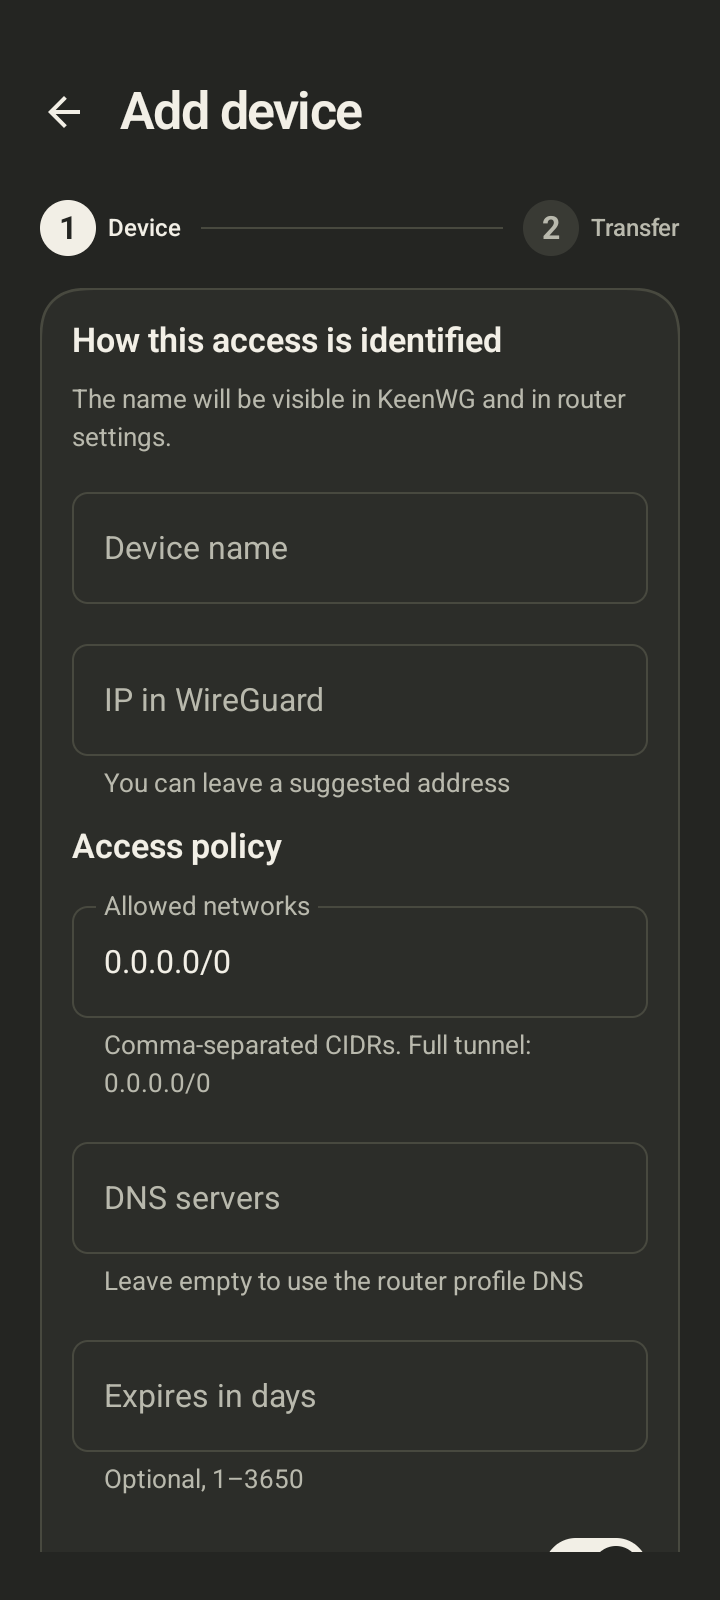 Add device
1 Device
2 Transfer
How this access is identified
The name will be visible in KeenWG and in router
settings.
Device name
IP in WireGuard
You can leave a suggested address
Access policy
Allowed networks
0.0.0.0/0
Comma-separated CIDRs. Full tunnel:
0.0.0.0/0
DNS servers
Leave empty to use the router profile DNS
Expires in days
Optional, 1–3650